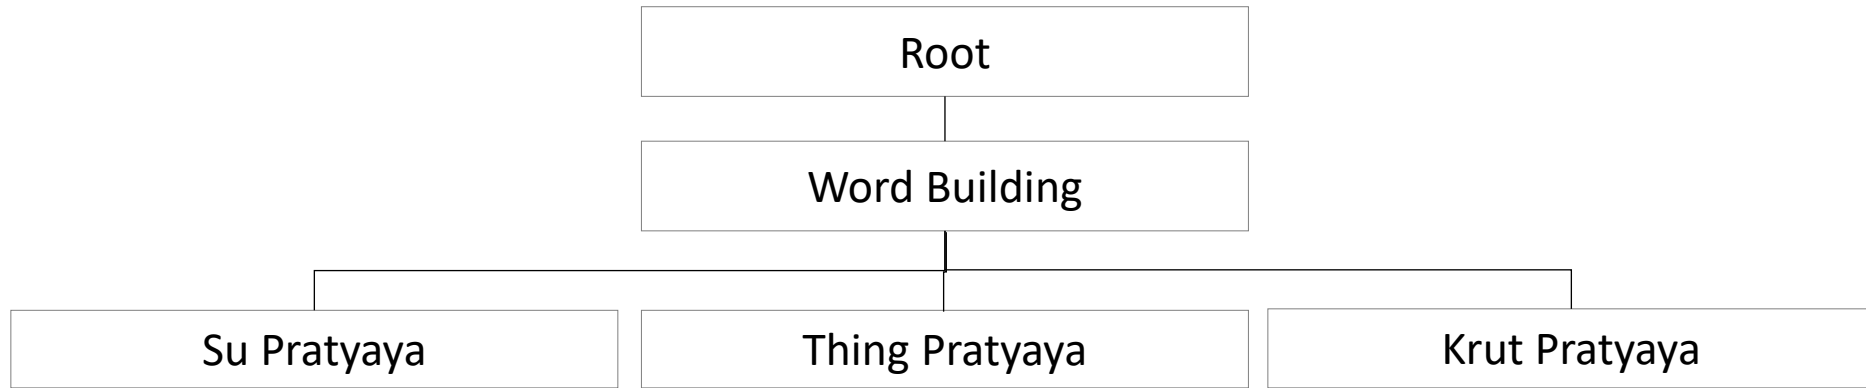 Root
Word Building
Su Pratyaya
Thing Pratyaya
Krut Pratyaya